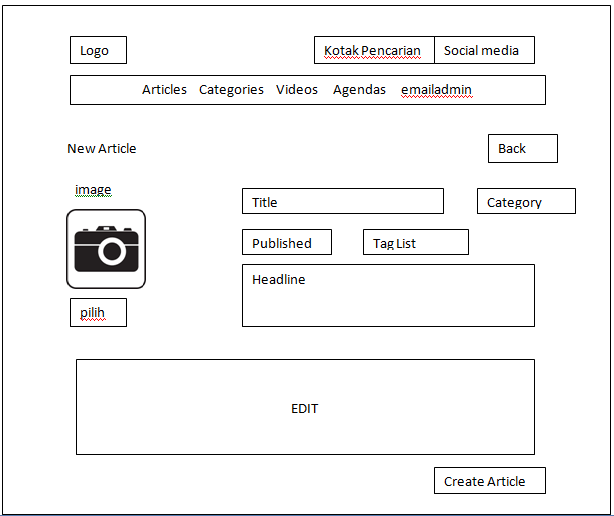 Logo
Kotak Pencarian
Social media
Articles Categories Videos Agendas emailadmin
New Article
Back
image
Title
Category
Published
Tag List
Headline
pilih
EDIT
Create Article